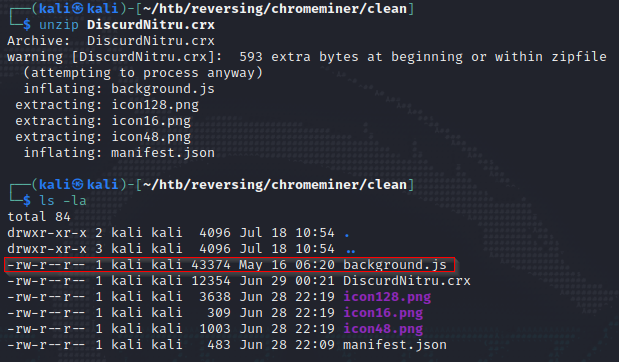 ┌──(kali㉿kali)-[~/htb/reversing/chromeminer/clean]
└─$ unzip DiscurdNitru.crx
Archive:  DiscurdNitru.crx
warning [DiscurdNitru.crx]:  593 extra bytes at beginning or within zipfile
  (attempting to process anyway)
  inflating: background.js
 extracting: icon128.png
 extracting: icon16.png
 extracting: icon48.png
  inflating: manifest.json
┌──(kali㉿kali)-[~/htb/reversing/chromeminer/clean]
└─$ ls -la
total 84
drwxr-xr-x 2 kali kali  4096 Jul 18 10:54 .
drwxr-xr-x 3 kali kali  4096 Jul 18 10:54 ..
-rw-r--r-- 1 kali kali 43374 May 16 06:20 background.js
-rw-r--r-- 1 kali kali 12354 Jun 29 00:21 DiscurdNitru.crx
-rw-r--r-- 1 kali kali  3638 Jun 28 22:19 icon128.png
-rw-r--r-- 1 kali kali   309 Jun 28 22:19 icon16.png
-rw-r--r-- 1 kali kali  1003 Jun 28 22:19 icon48.png
-rw-r--r-- 1 kali kali   483 Jun 28 22:09 manifest.json